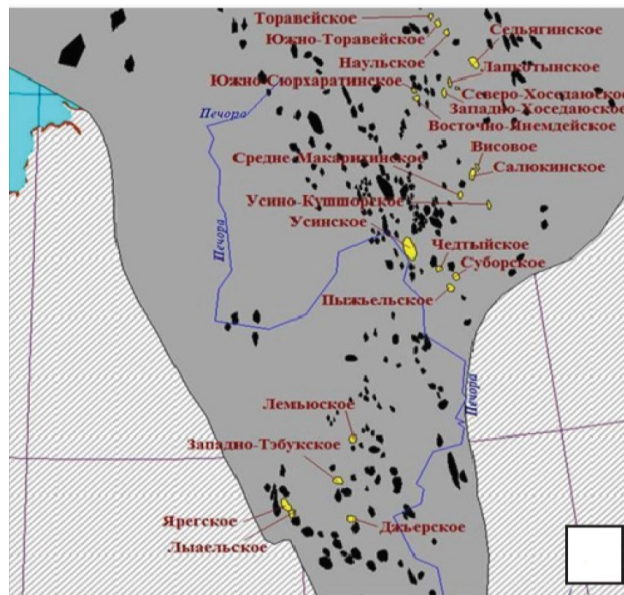 Торавейское
Южно-Торавейское
Седьягинское
Наульское
Лапкотынское
Южно-Сюрхаратинское
Северо-Хоседаюское
Западно-Хоседаюское
Печора
Восточно-Янемдейское
Висовое
Средне-Макарихинское
Салюкинское
Усино-Кушшорское
Усинское
Печора
Чедтыйское
Суборское
Пыжьельское
Печора
Лемьюское
Западно-Тэбукское
Ярегское
Джьерское
Лыаельское